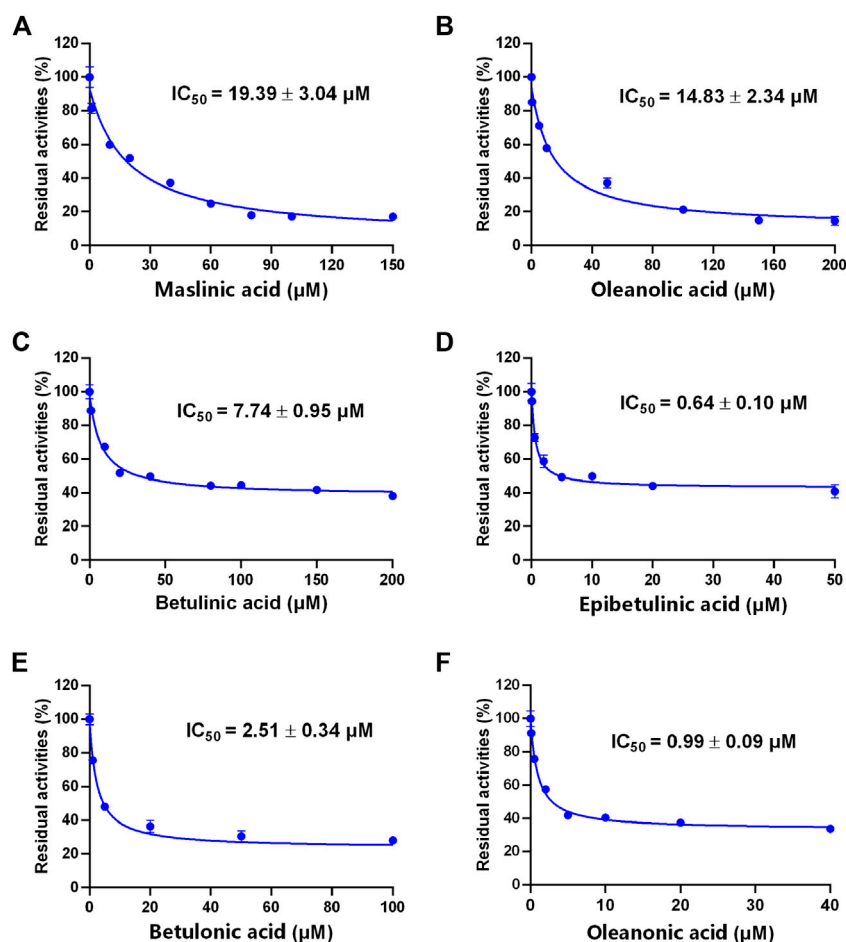 A
Residual activities (%)
120
100
80
60
40
20
0
IC50 = 19.39 ± 3.04 µM
0 30 60 90 120 150
Maslinic acid (µM)
B
Residual activities (%)
120
100
80
60
40
20
0
IC50 = 14.83 ± 2.34 µM
0 40 80 120 160 200
Oleanolic acid (µM)
C
Residual activities (%)
120
100
80
60
40
20
0
IC50 = 7.74 ± 0.95 µM
0 50 100 150 200
Betulinic acid (µM)
D
Residual activities (%)
120
100
80
60
40
20
0
IC50 = 0.64 ± 0.10 µM
0 10 20 30 40 50
Epibetulinic acid (µM)
E
Residual activities (%)
120
100
80
60
40
20
0
IC50 = 2.51 ± 0.34 µM
0 20 40 60 80 100
Betulonic acid (µM)
F
Residual activities (%)
120
100
80
60
40
20
0
IC50 = 0.99 ± 0.09 µM
0 10 20 30 40
Oleanonic acid (µM)